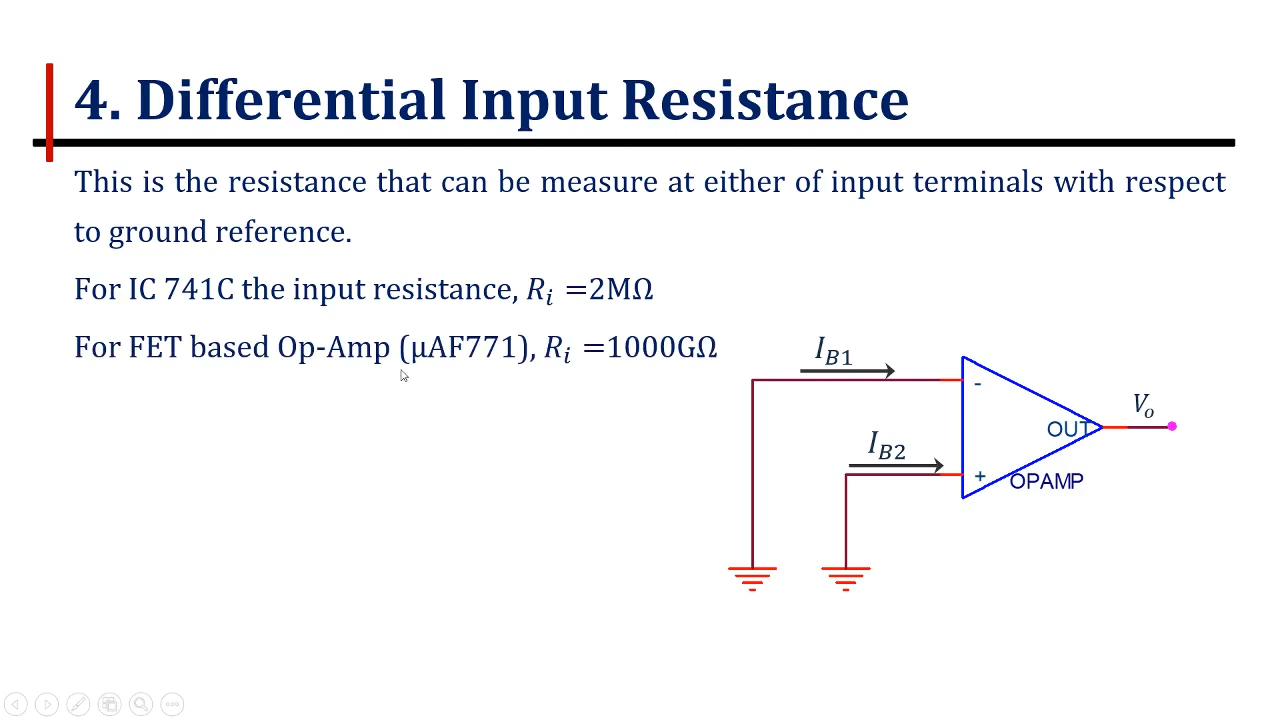 4. Differential Input Resistance
This is the resistance that can be measure at either of input terminals with respect
to ground reference.
For IC 741C the input resistance, Rᵢ =2MΩ
For FET based Op-Amp (µAF771), Rᵢ =1000GΩ
I_B1
-
V_o
OUT
I_B2
+
OPAMP